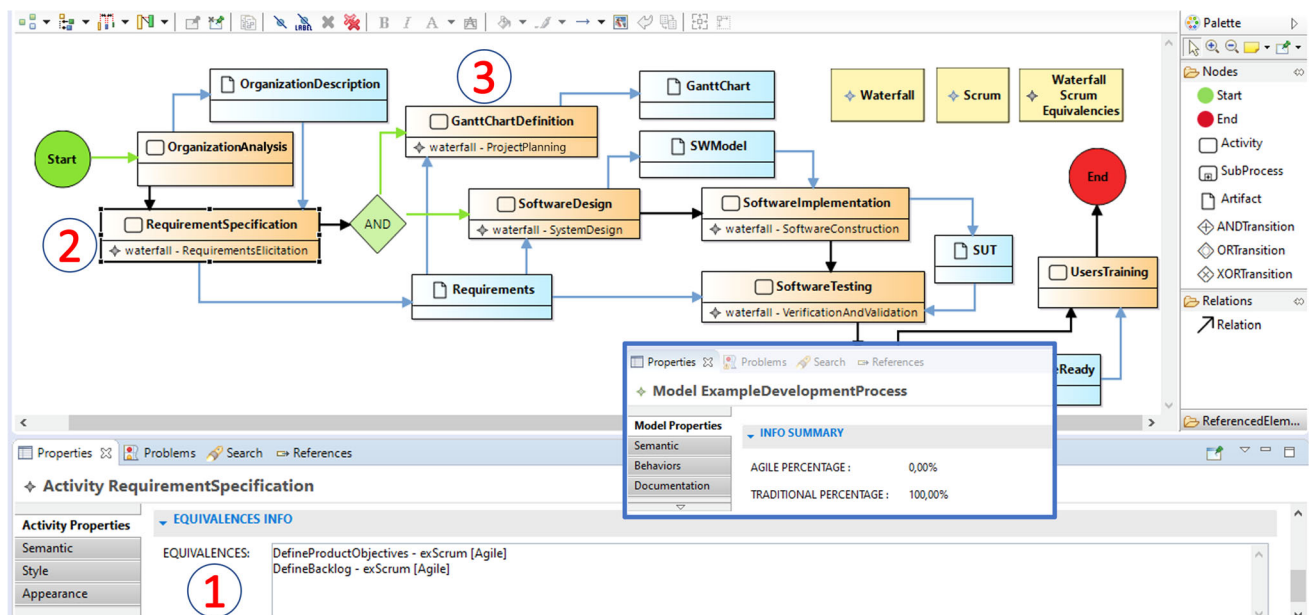 LABEL
B I A
Palette
Nodes
Start
End
Activity
SubProcess
Artifact
ANDTransition
ORTransition
XORTransition
Relations
Relation
ReferencedElem...
3
OrganizationDescription
GanttChart
Waterfall
Scrum
Waterfall
Scrum
Equivalencies
GanttChartDefinition
waterfall - ProjectPlanning
Start
OrganizationAnalysis
SWModel
End
2
RequirementSpecification
waterfall - RequirementsElicitation
AND
SoftwareDesign
waterfall - SystemDesign
SoftwareImplementation
waterfall - SoftwareConstruction
SUT
UsersTraining
Requirements
SoftwareTesting
waterfall - VerificationAndValidation
eReady
Properties Problems Search References
Model ExampleDevelopmentProcess
Model Properties
Semantic
Behaviors
Documentation
INFO SUMMARY
AGILE PERCENTAGE : 0,00%
TRADITIONAL PERCENTAGE : 100,00%
Properties Problems Search References
Activity RequirementSpecification
Activity Properties
Semantic
Style
Appearance
EQUIVALENCES INFO
EQUIVALENCES:
DefineProductObjectives - exScrum [Agile]
DefineBacklog - exScrum [Agile]
1